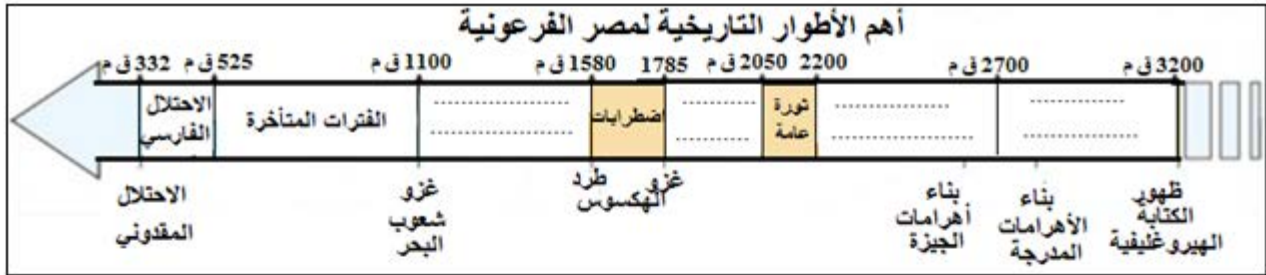 أهم الأطوار التاريخية لمصر الفرعونية
3200 ق م
2700 ق م
2200
2050 ق م
1785
1580 ق م
1100 ق م
525 ق م
332 ق م
....................
....................
....................
....................
ثورة
عامة
................
................
اضطرابات
....................
....................
الفترات المتأخرة
الاحتلال
الفارسي
ظهور
الكتابة
الهيروغليفية
بناء
الأهرامات
المدرجة
بناء
أهرامات
الجيزة
غزو
طرد
الهكسوس
غزو
شعوب
البحر
الاحتلال
المقدوني